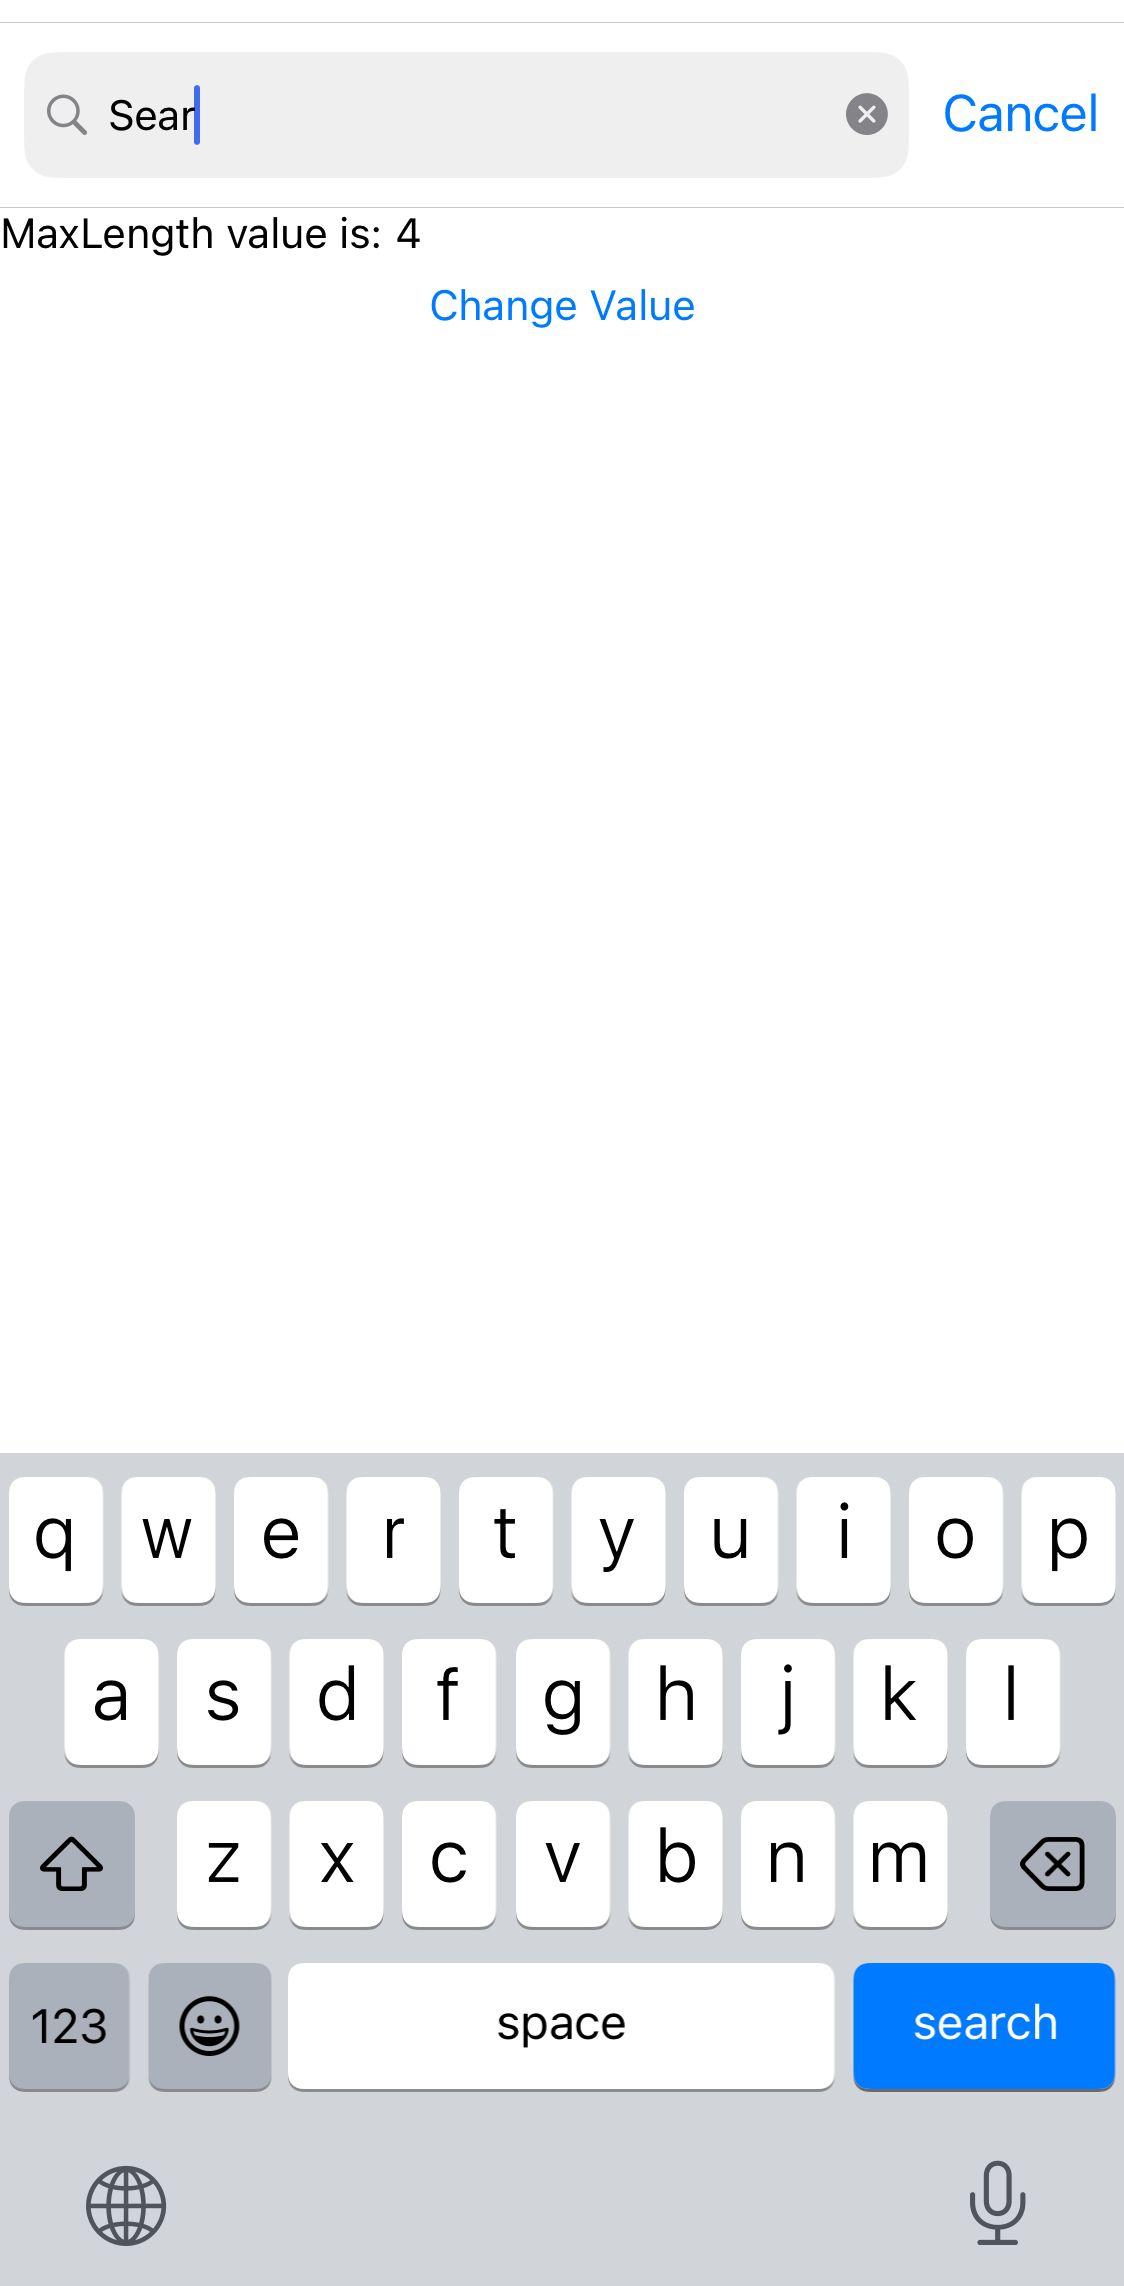 Sear Cancel
MaxLength value is: 4
Change Value
q w e r t y u i o p
a s d f g h j k l
z x c v b n m
123 space search